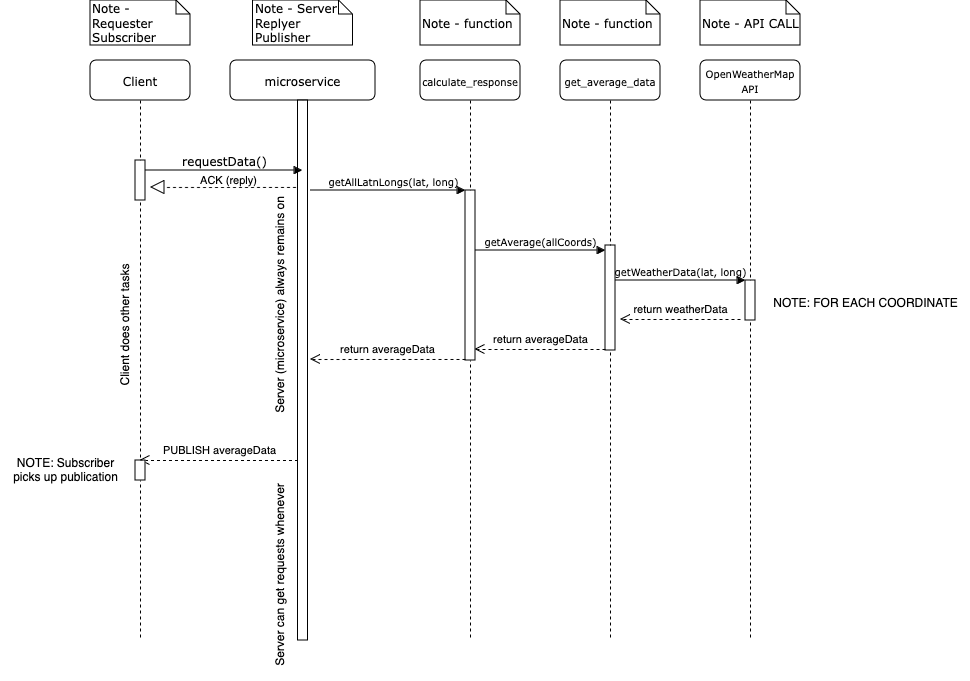 Note -
Requester
Subscriber
Note - Server
Replyer
Publisher
Note - function
Note - function
Note - API CALL
Client
microservice
calculate_response
get_average_data
OpenWeatherMap
API
requestData()
ACK (reply)
getAllLatnLongs(lat, long)
getAverage(allCoords)
getWeatherData(lat, long)
NOTE: FOR EACH COORDINATE
return weatherData
return averageData
return averageData
Client does other tasks
Server (microservice) always remains on
PUBLISH averageData
NOTE: Subscriber
picks up publication
Server can get requests whenever